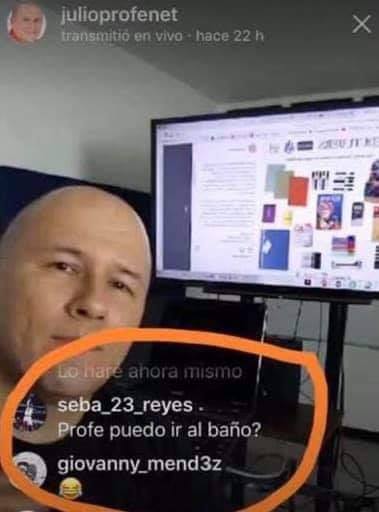 julioprofenet
transmitió en vivo · hace 22 h
Lo haré ahora mismo
seba_23_reyes
Profe puedo ir al baño?
giovanny_mend3z
😂